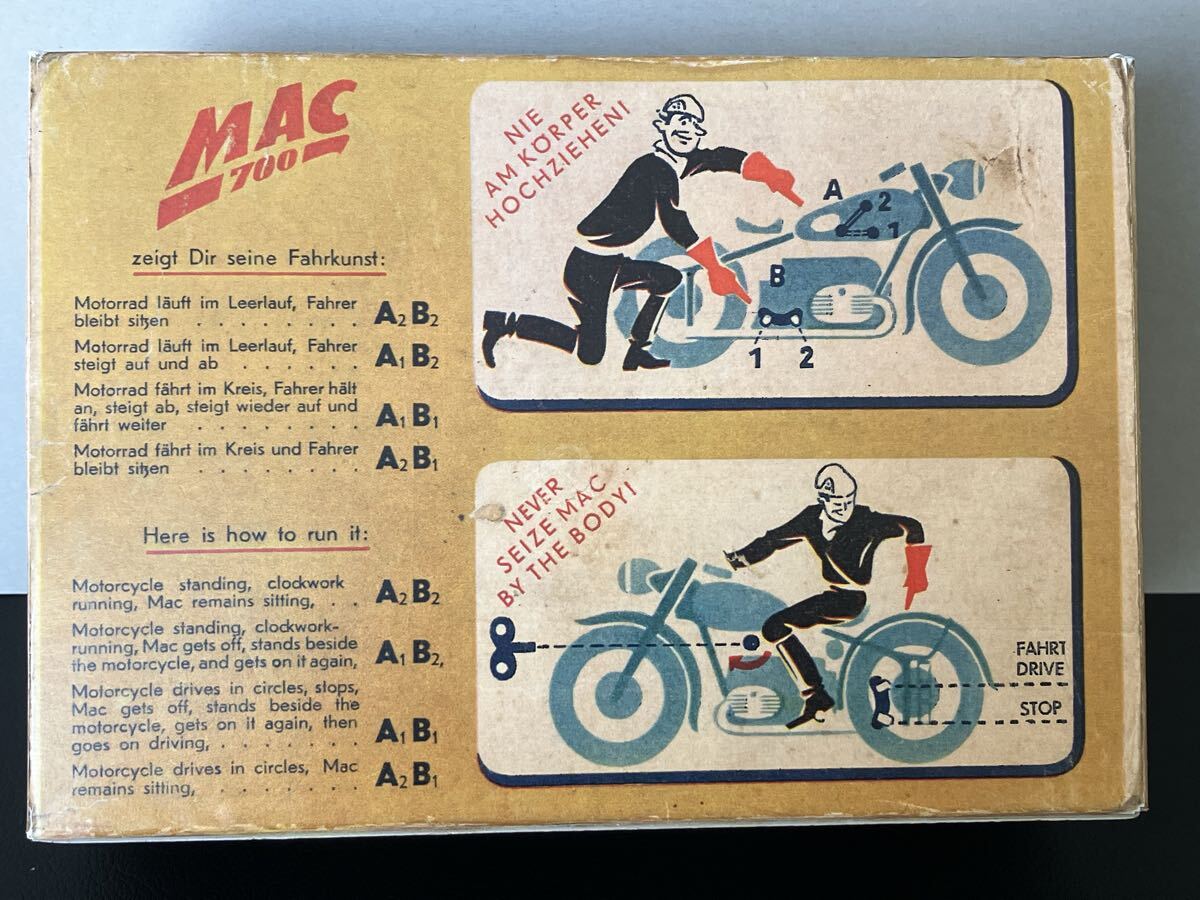 MAC
700
zeigt Dir seine Fahrkunst:
Motorrad läuft im Leerlauf, Fahrer
bleibt sitzen . . . . . . . . A2 B2
Motorrad läuft im Leerlauf, Fahrer
steigt auf und ab . . . . . . A1 B2
Motorrad fährt im Kreis, Fahrer hält
an, steigt ab, steigt wieder auf und
fährt weiter . . . . . . . . A1 B1
Motorrad fährt im Kreis und Fahrer
bleibt sitzen . . . . . . . . A2 B1
Here is how to run it:
Motorcycle standing, clockwork
running, Mac remains sitting, . . A2 B2
Motorcycle standing, clockwork-
running, Mac gets off, stands beside
the motorcycle, and gets on it again, A1 B2,
Motorcycle drives in circles, stops,
Mac gets off, stands beside the
motorcycle, gets on it again, then
goes on driving, . . . . . . . A1 B1
Motorcycle drives in circles, Mac
remains sitting, . . . . . . . A2 B1
NIE
AM KÖRPER
HOCHZIEHEN!
A
2
1
B
1 2
NEVER
SEIZE MAC
BY THE BODY!
FAHRT
DRIVE
STOP